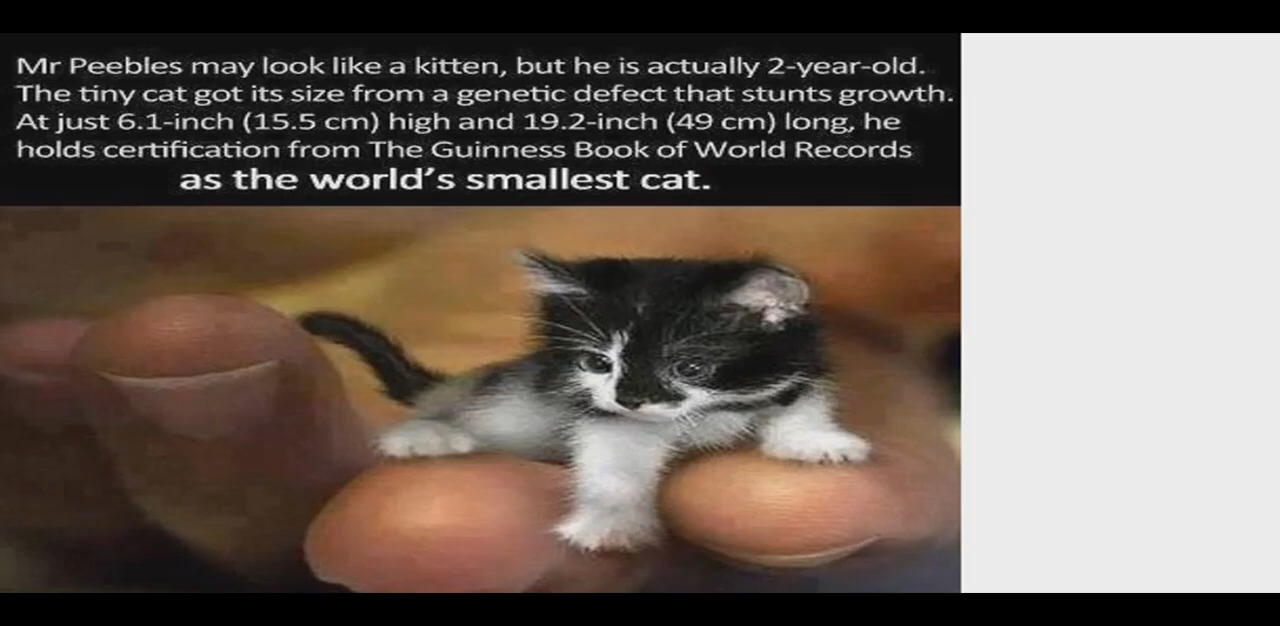 Mr Peebles may look like a kitten, but he is actually 2-year-old.
The tiny cat got its size from a genetic defect that stunts growth.
At just 6.1-inch (15.5 cm) high and 19.2-inch (49 cm) long, he
holds certification from The Guinness Book of World Records
as the world's smallest cat.